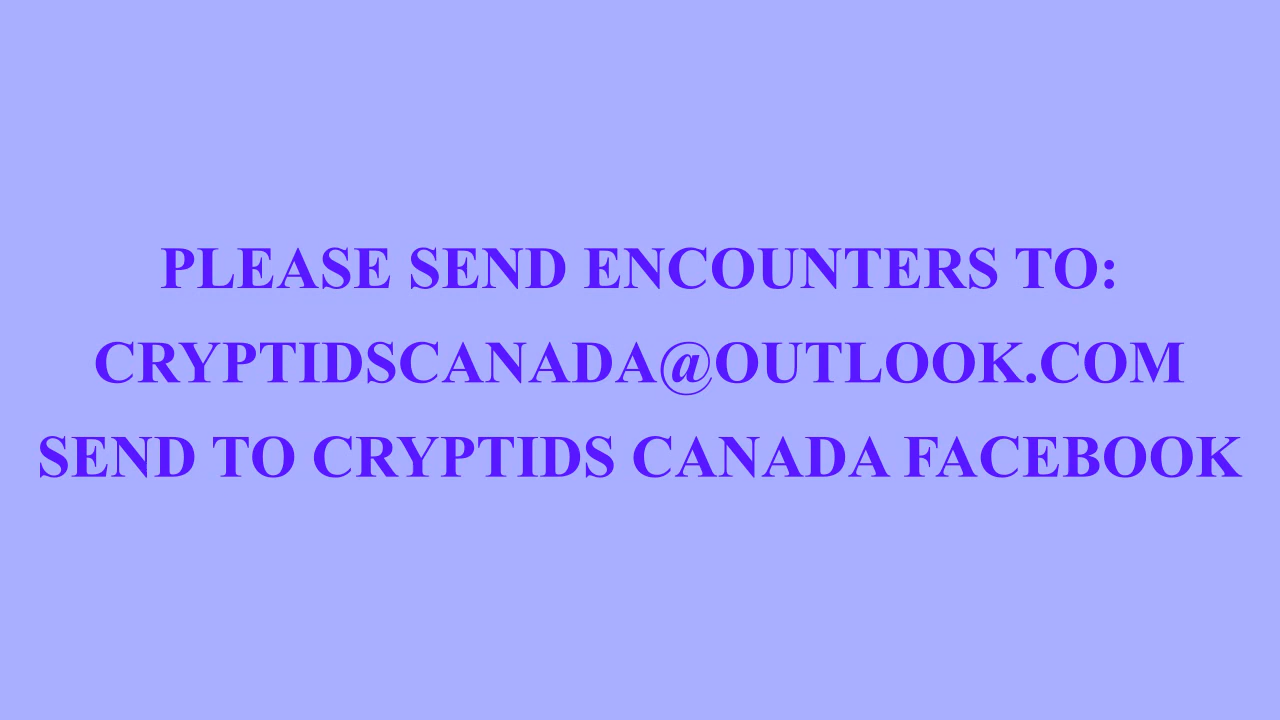 PLEASE SEND ENCOUNTERS TO:
CRYPTIDSCANADA@OUTLOOK.COM
SEND TO CRYPTIDS CANADA FACEBOOK